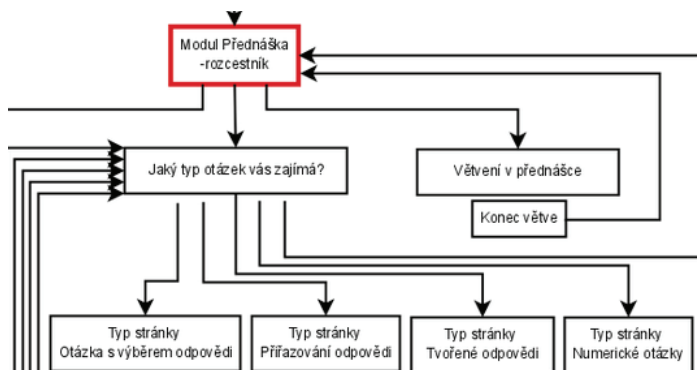 Modul Přednáška
-rozcestník
Jaký typ otázek vás zajímá?
Větvení v přednášce
Konec větve
Typ stránky
Otázka s výběrem odpovědi
Typ stránky
Přiřazování odpovědi
Typ stránky
Tvořené odpovědi
Typ stránky
Numerické otázky